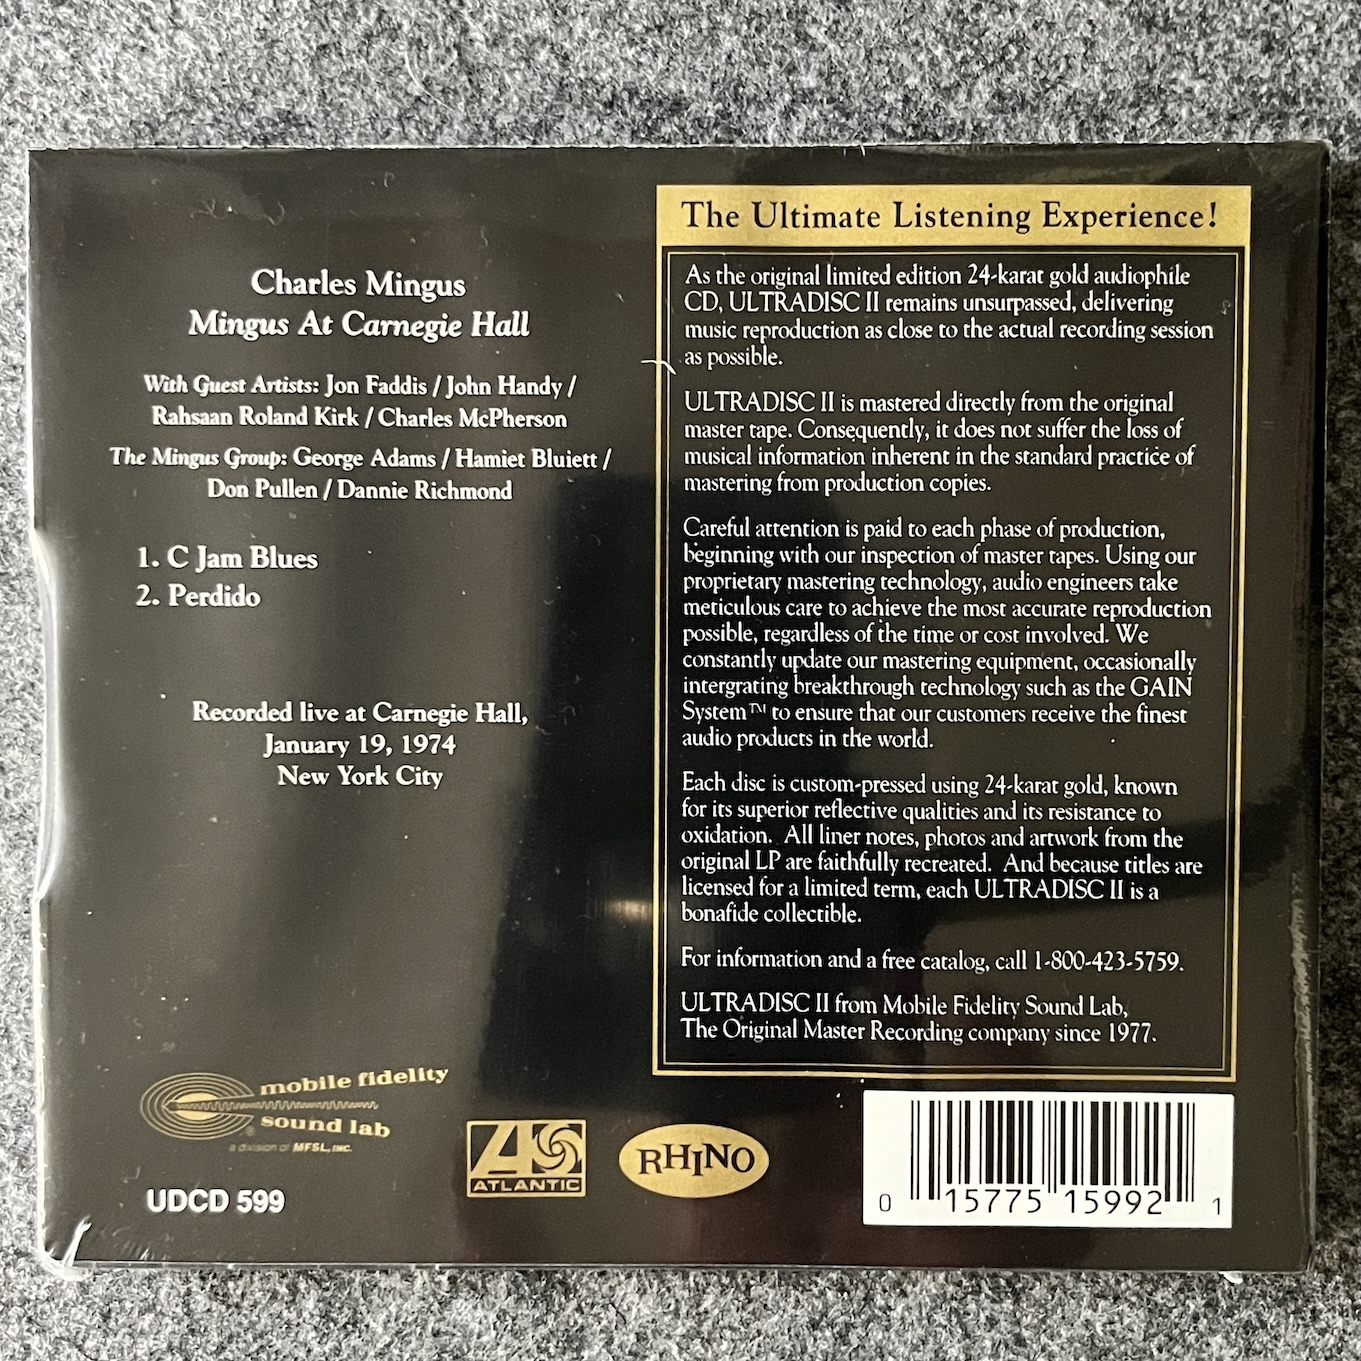 Charles Mingus
Mingus At Carnegie Hall
With Guest Artists: Jon Faddis / John Handy /
Rahsaan Roland Kirk / Charles McPherson
The Mingus Group: George Adams / Hamiet Bluiett /
Don Pullen / Dannie Richmond
1. C Jam Blues
2. Perdido
Recorded live at Carnegie Hall,
January 19, 1974
New York City
The Ultimate Listening Experience!
As the original limited edition 24-karat gold audiophile
CD, ULTRADISC II remains unsurpassed, delivering
music reproduction as close to the actual recording session
as possible.
ULTRADISC II is mastered directly from the original
master tape. Consequently, it does not suffer the loss of
musical information inherent in the standard practice of
mastering from production copies.
Careful attention is paid to each phase of production,
beginning with our inspection of master tapes. Using our
proprietary mastering technology, audio engineers take
meticulous care to achieve the most accurate reproduction
possible, regardless of the time or cost involved. We
constantly update our mastering equipment, occasionally
intergrating breakthrough technology such as the GAIN
System™ to ensure that our customers receive the finest
audio products in the world.
Each disc is custom-pressed using 24-karat gold, known
for its superior reflective qualities and its resistance to
oxidation. All liner notes, photos and artwork from the
original LP are faithfully recreated. And because titles are
licensed for a limited term, each ULTRADISC II is a
bonafide collectible.
For information and a free catalog, call 1-800-423-5759.
ULTRADISC II from Mobile Fidelity Sound Lab,
The Original Master Recording company since 1977.
mobile fidelity
sound lab
®
a division of MFSL, INC.
UDCD 599
ATLANTIC
RHINO
0 15775 15992 1